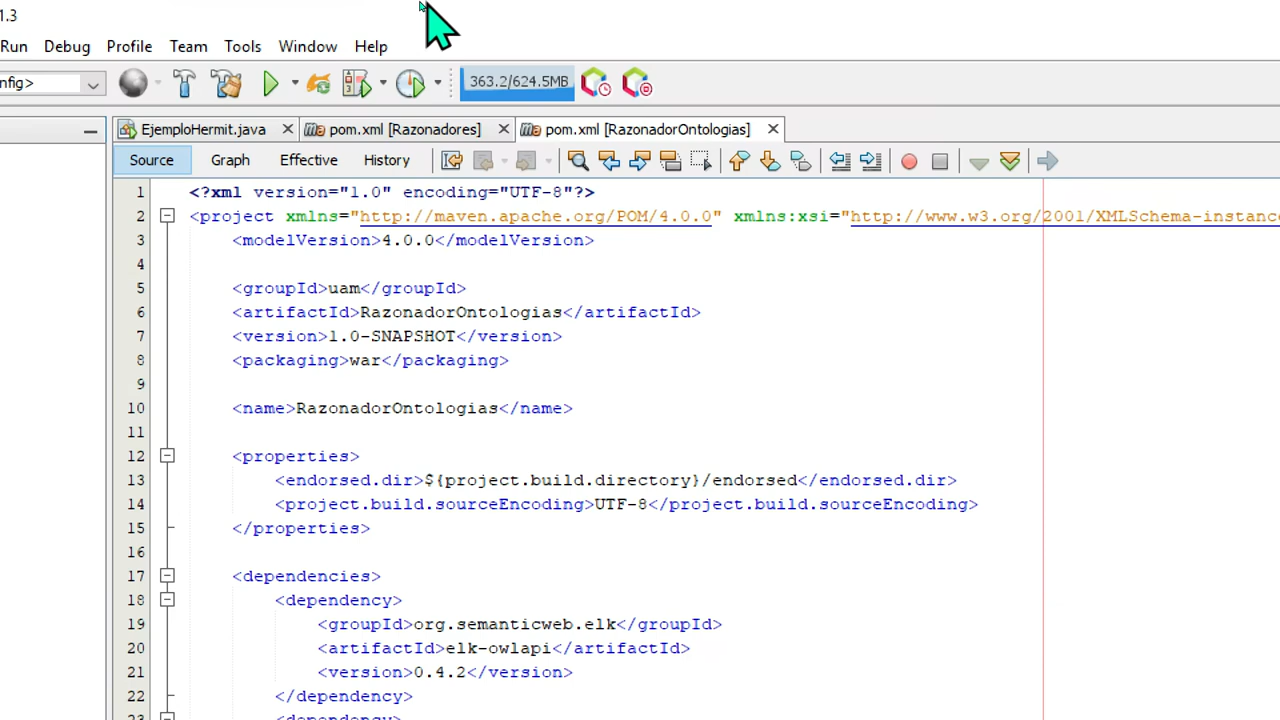 1.3
Run Debug Profile Team Tools Window Help
nfig> 363.2/624.5MB
EjemploHermit.java pom.xml [Razonadores] pom.xml [RazonadorOntologias]
Source Graph Effective History
1 <?xml version="1.0" encoding="UTF-8"?>
2 <project xmlns="http://maven.apache.org/POM/4.0.0" xmlns:xsi="http://www.w3.org/2001/XMLSchema-instance
3 <modelVersion>4.0.0</modelVersion>
4
5 <groupId>uam</groupId>
6 <artifactId>RazonadorOntologias</artifactId>
7 <version>1.0-SNAPSHOT</version>
8 <packaging>war</packaging>
9
10 <name>RazonadorOntologias</name>
11
12 <properties>
13 <endorsed.dir>${project.build.directory}/endorsed</endorsed.dir>
14 <project.build.sourceEncoding>UTF-8</project.build.sourceEncoding>
15 </properties>
16
17 <dependencies>
18 <dependency>
19 <groupId>org.semanticweb.elk</groupId>
20 <artifactId>elk-owlapi</artifactId>
21 <version>0.4.2</version>
22 </dependency>
23 <dependency>